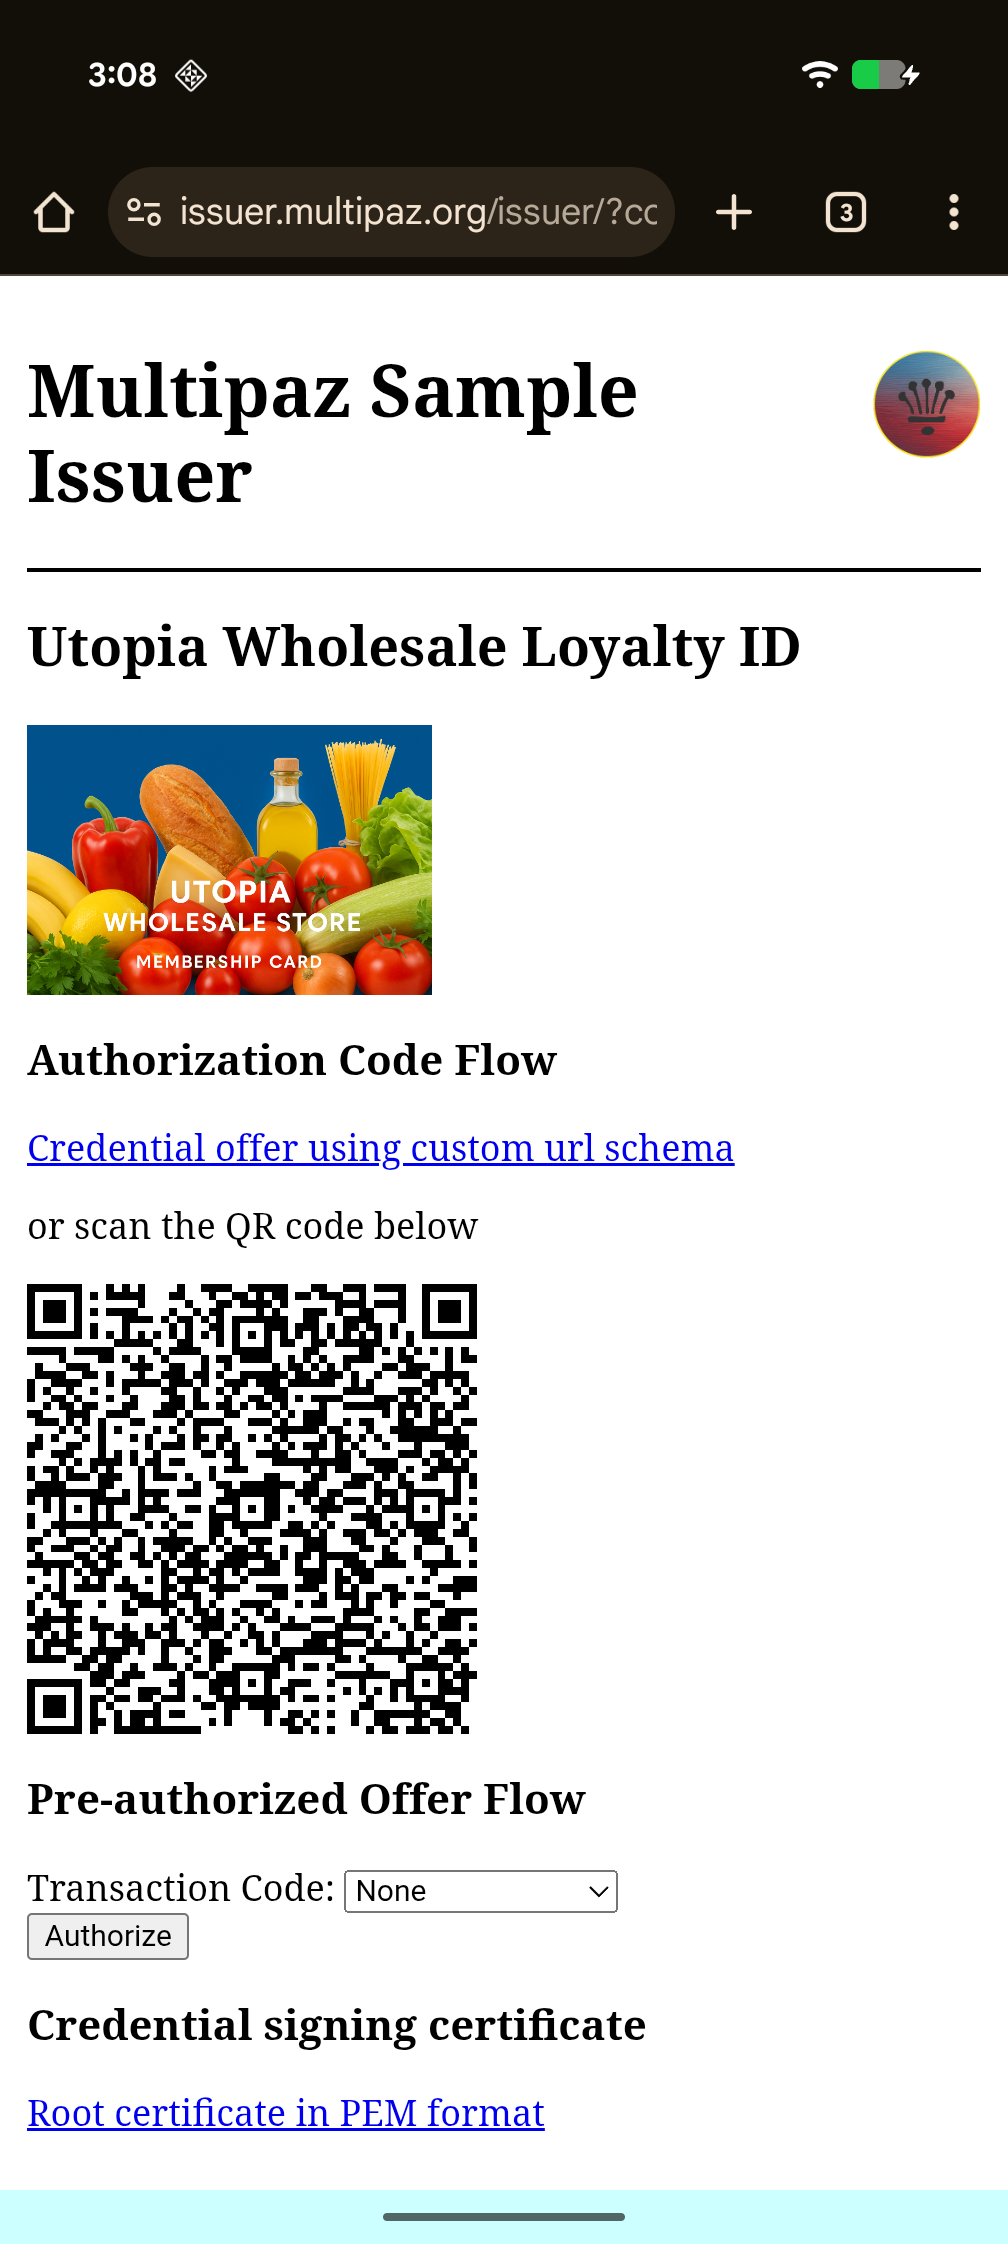 3:08
issuer.multipaz.org/issuer/?cc
3
Multipaz Sample
Issuer
Utopia Wholesale Loyalty ID
UTOPIA
WHOLESALE STORE
MEMBERSHIP CARD
Authorization Code Flow
Credential offer using custom url schema
or scan the QR code below
Pre-authorized Offer Flow
Transaction Code: None
Authorize
Credential signing certificate
Root certificate in PEM format